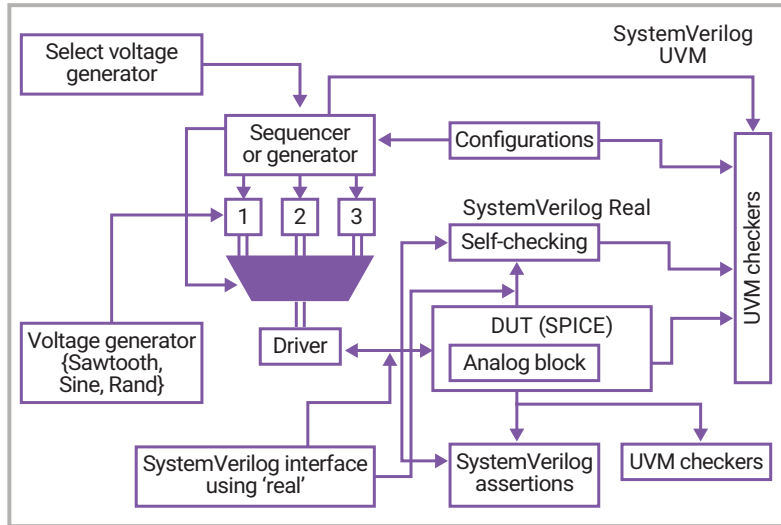 Select voltage
generator
SystemVerilog
UVM
Sequencer
or generator
Configurations
1
2
3
SystemVerilog Real
Self-checking
UVM checkers
Voltage generator
{Sawtooth,
Sine, Rand}
Driver
DUT (SPICE)
Analog block
SystemVerilog interface
using ‘real’
SystemVerilog
assertions
UVM checkers